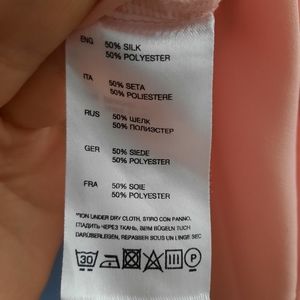 ENG 50% SILK
50% POLYESTER
ITA 50% SETA
50% POLIESTERE
RUS 50% ШЕЛК
50% ПОЛИЭСТЕР
GER 50% SIEDE
50% POLYESTER
FRA 50% SOIE
50% POLYESTER
**ION UNDER DRY CLOTH, STIRO CON PANNO,
ГЛАДИТЬ ЧЕРЕЗ ТКАНЬ, BEIM BÜGELN TUCH
DARÜBERLEGEN, REPASSER SOUS UN LINGE SEC
30 P